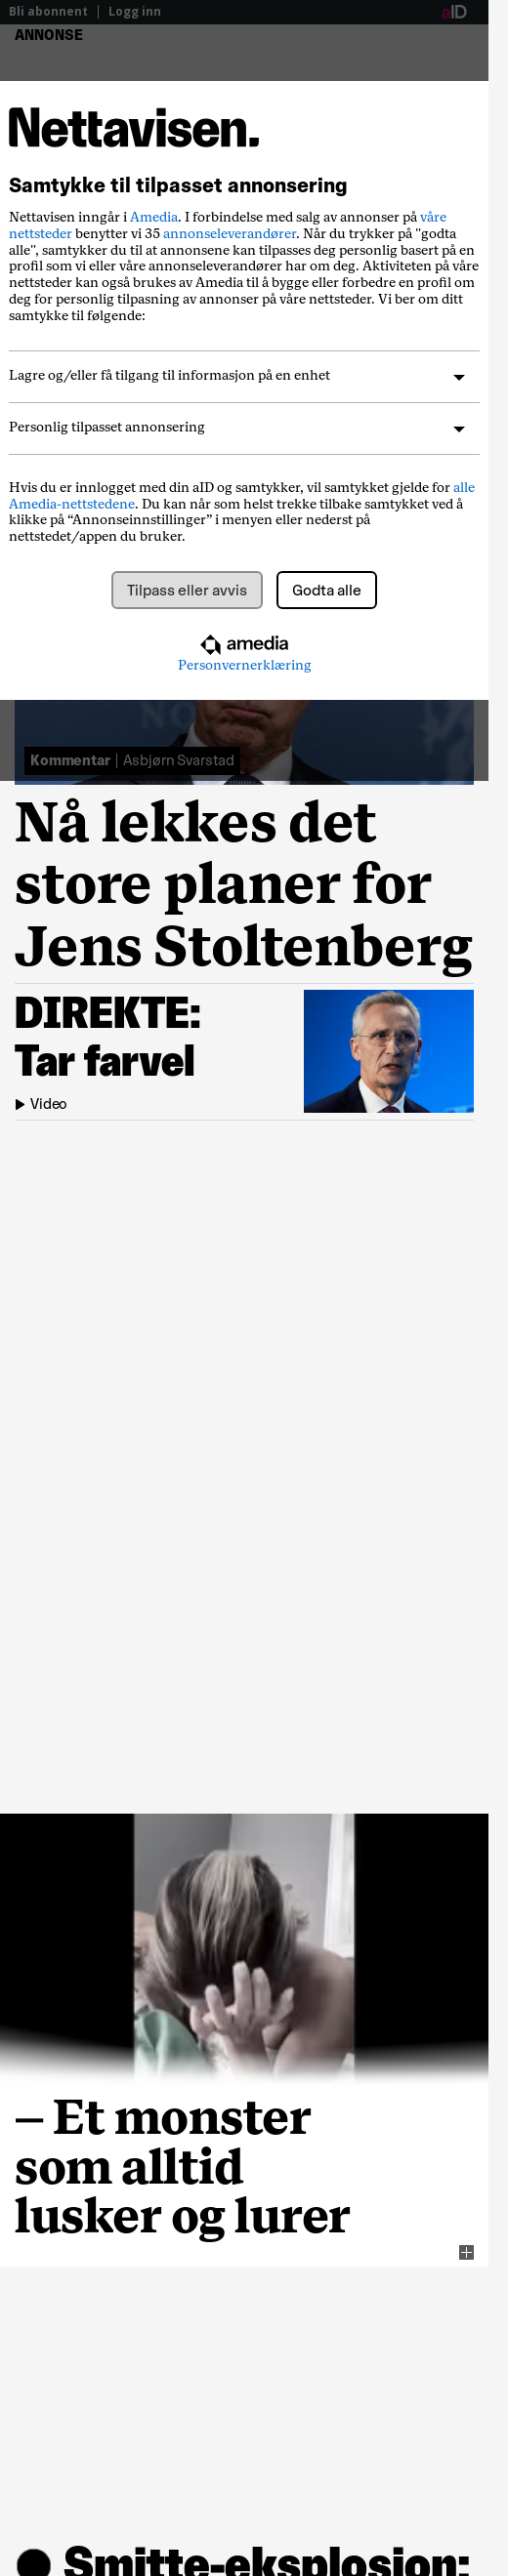 Bli abonnent | Logg inn
aID
ANNONSE
Nettavisen.
Samtykke til tilpasset annonsering
Nettavisen inngår i Amedia. I forbindelse med salg av annonser på våre
nettsteder benytter vi 35 annonseleverandører. Når du trykker på "godta
alle", samtykker du til at annonsene kan tilpasses deg personlig basert på en
profil som vi eller våre annonseleverandører har om deg. Aktiviteten på våre
nettsteder kan også brukes av Amedia til å bygge eller forbedre en profil om
deg for personlig tilpasning av annonser på våre nettsteder. Vi ber om ditt
samtykke til følgende:
Lagre og/eller få tilgang til informasjon på en enhet
Personlig tilpasset annonsering
Hvis du er innlogget med din aID og samtykker, vil samtykket gjelde for alle
Amedia-nettstedene. Du kan når som helst trekke tilbake samtykket ved å
klikke på “Annonseinnstillinger” i menyen eller nederst på
nettstedet/appen du bruker.
Tilpass eller avvis
Godta alle
amedia
Personvernerklæring
Kommentar | Asbjørn Svarstad
Nå lekkes det
store planer for
Jens Stoltenberg
DIREKTE:
Tar farvel
Video
– Et monster
som alltid
lusker og lurer
Smitte-eksplosjon: